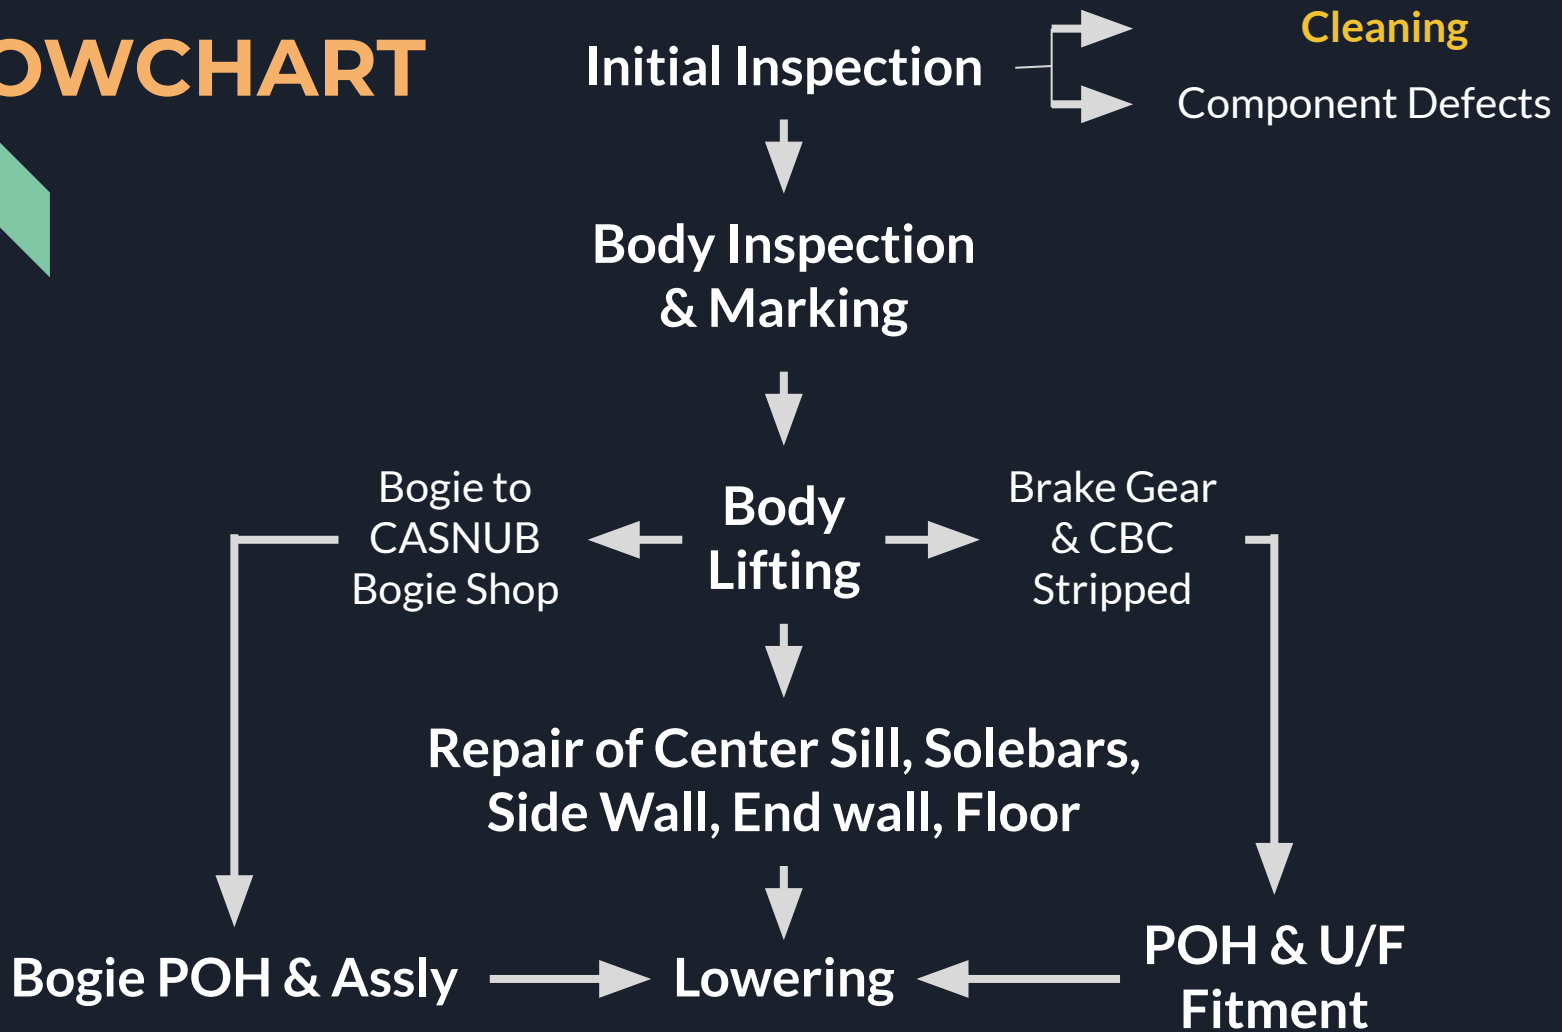 OWCHART
Initial Inspection
Cleaning
Component Defects
Body Inspection
& Marking
Bogie to
CASNUB
Bogie Shop
Body
Lifting
Brake Gear
& CBC
Stripped
Repair of Center Sill, Solebars,
Side Wall, End wall, Floor
Bogie POH & Assly
Lowering
POH & U/F
Fitment